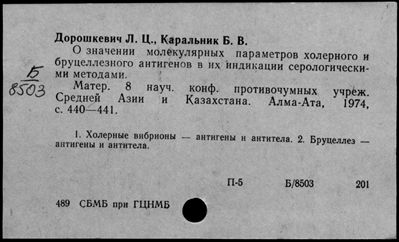 Дорошкевич Л. Ц., Каральник Б. В.
О значении молекулярных параметров холерного и
бруцеллезного антигенов в их индикации серологически-
ми методами.
Б
8503
Матер. 8 науч. конф. противочумных учреж.
Средней Азии и Казахстана. Алма-Ата, 1974,
с. 440—441.
1. Холерные вибрионы — антигены и антитела. 2. Бруцеллез —
антигены и антитела.
П-5 Б/8503 201
489 СБМБ при ГЦНМБ